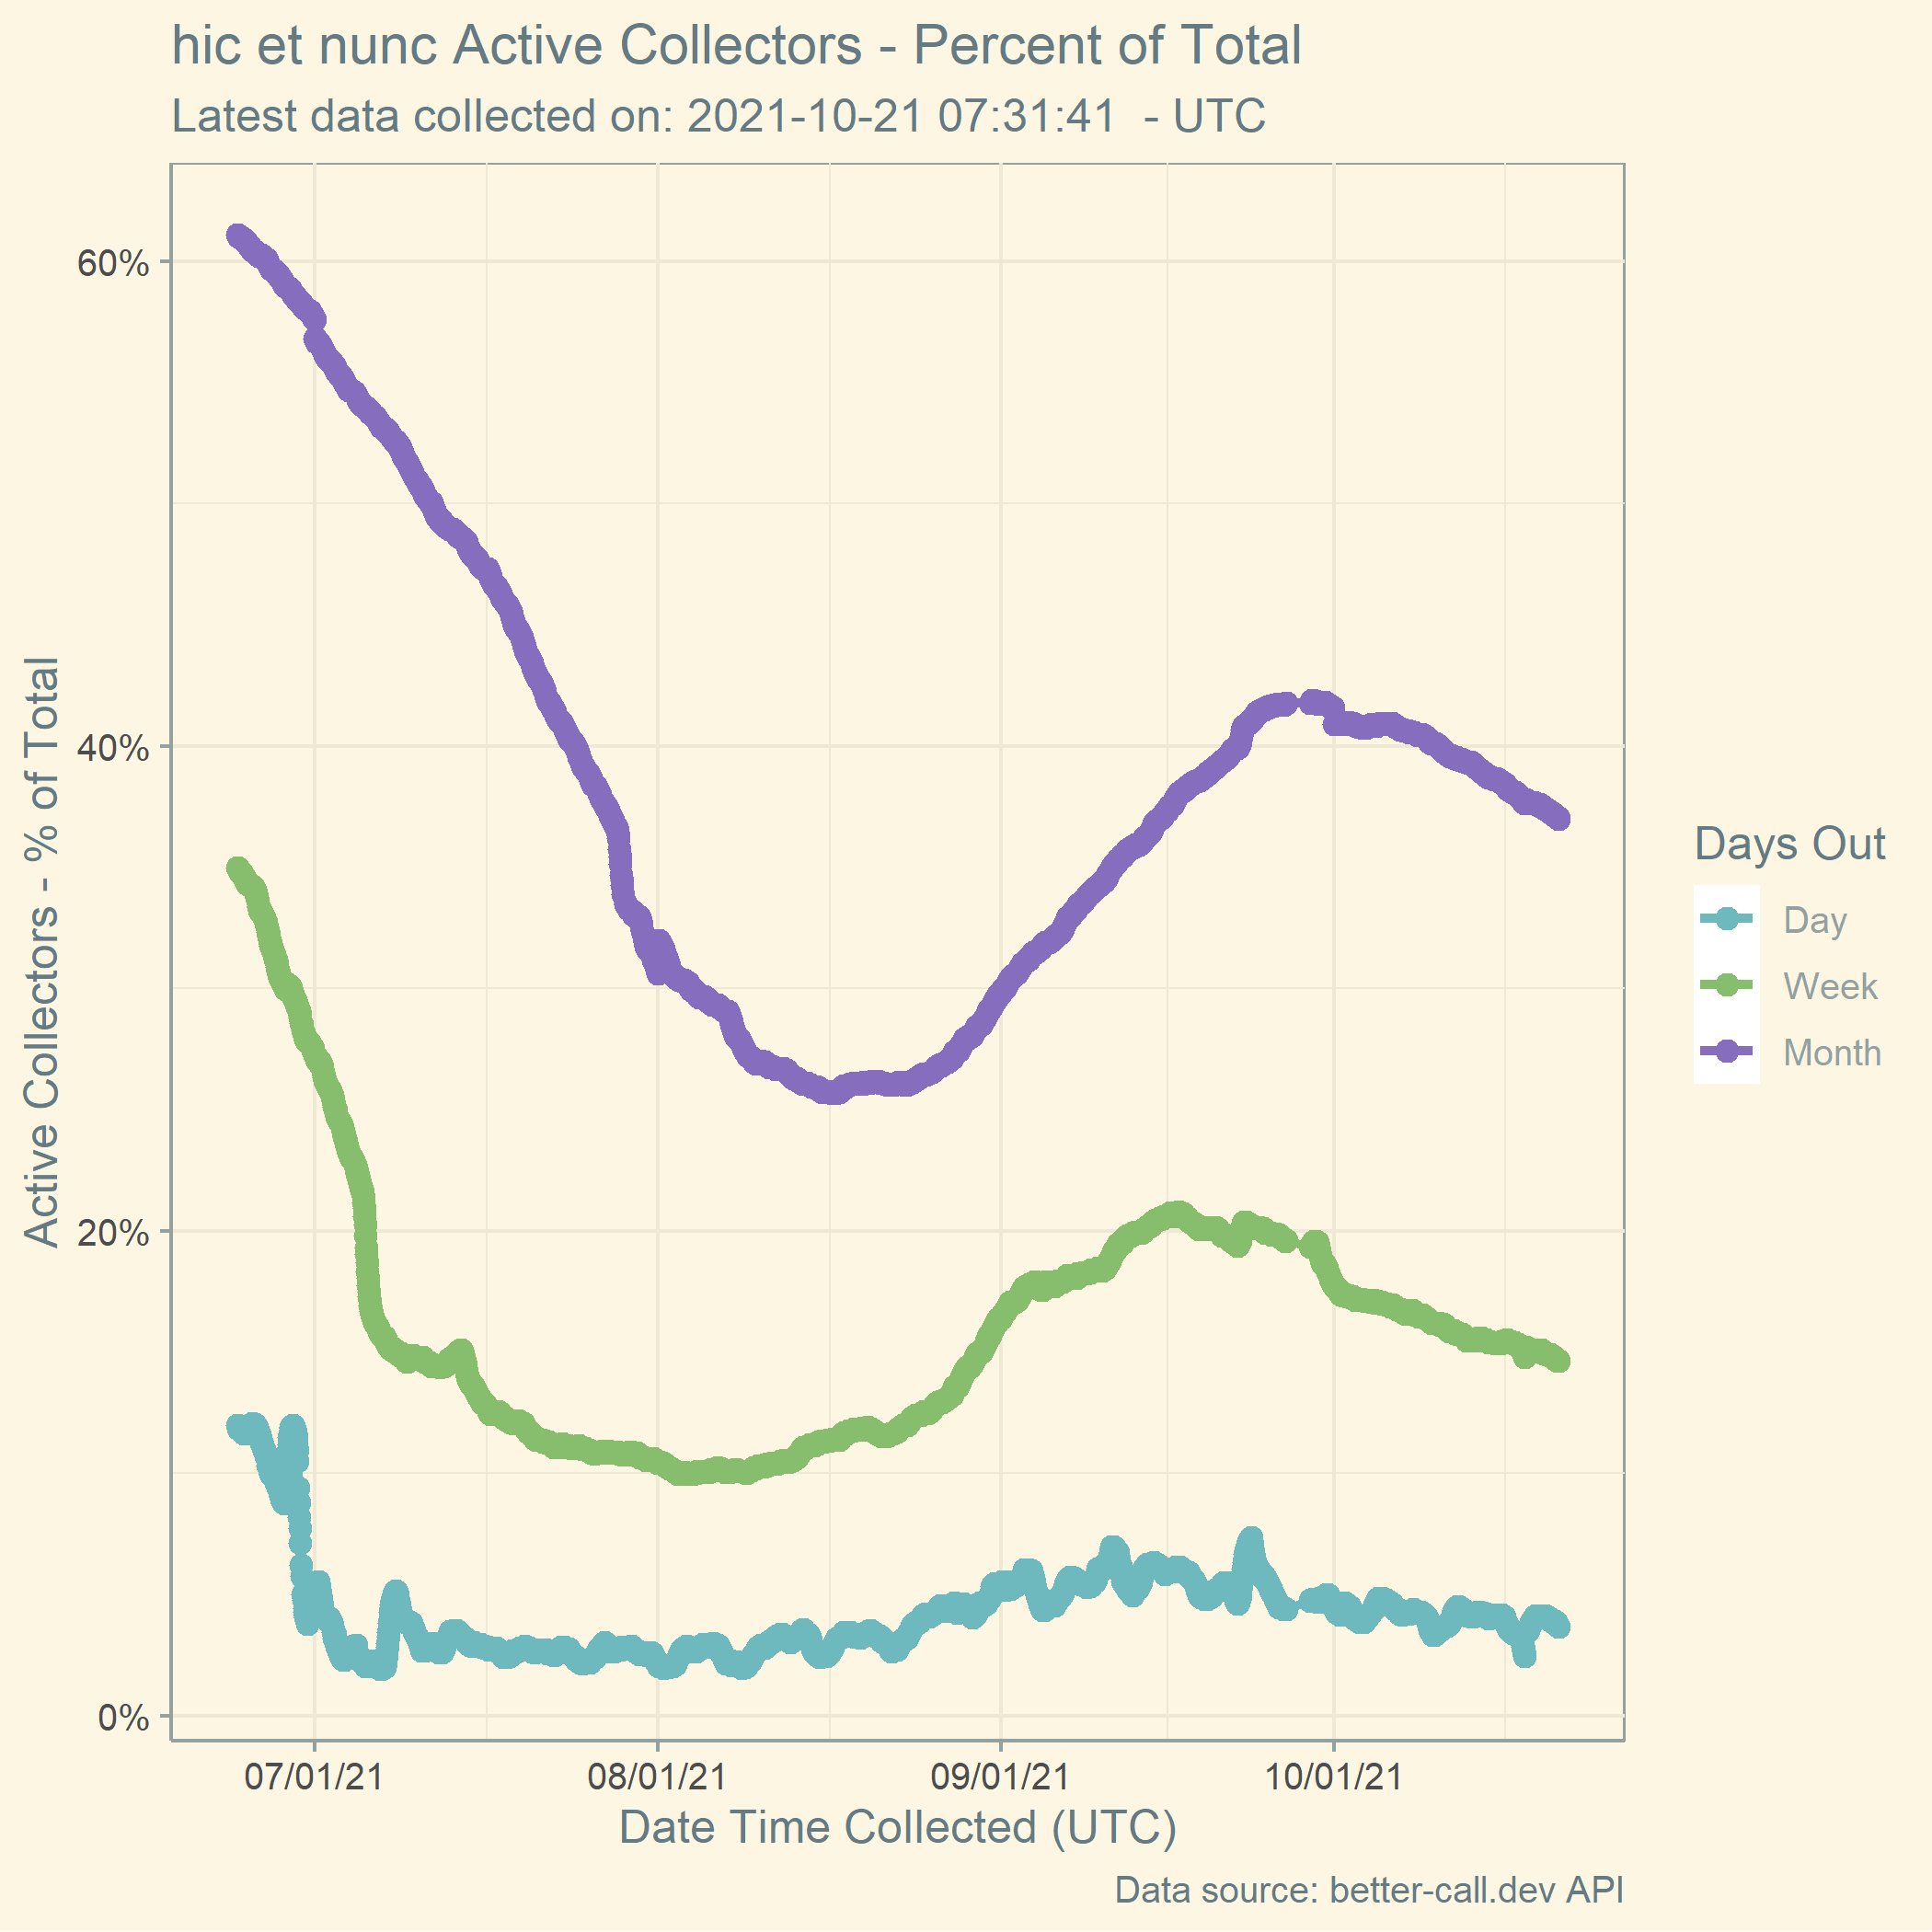 hic et nunc Active Collectors - Percent of Total
Latest data collected on: 2021-10-21 07:31:41  - UTC
Active Collectors - % of Total
60%
40%
20%
0%
07/01/21
08/01/21
09/01/21
10/01/21
Date Time Collected (UTC)
Days Out
Day
Week
Month
Data source: better-call.dev API